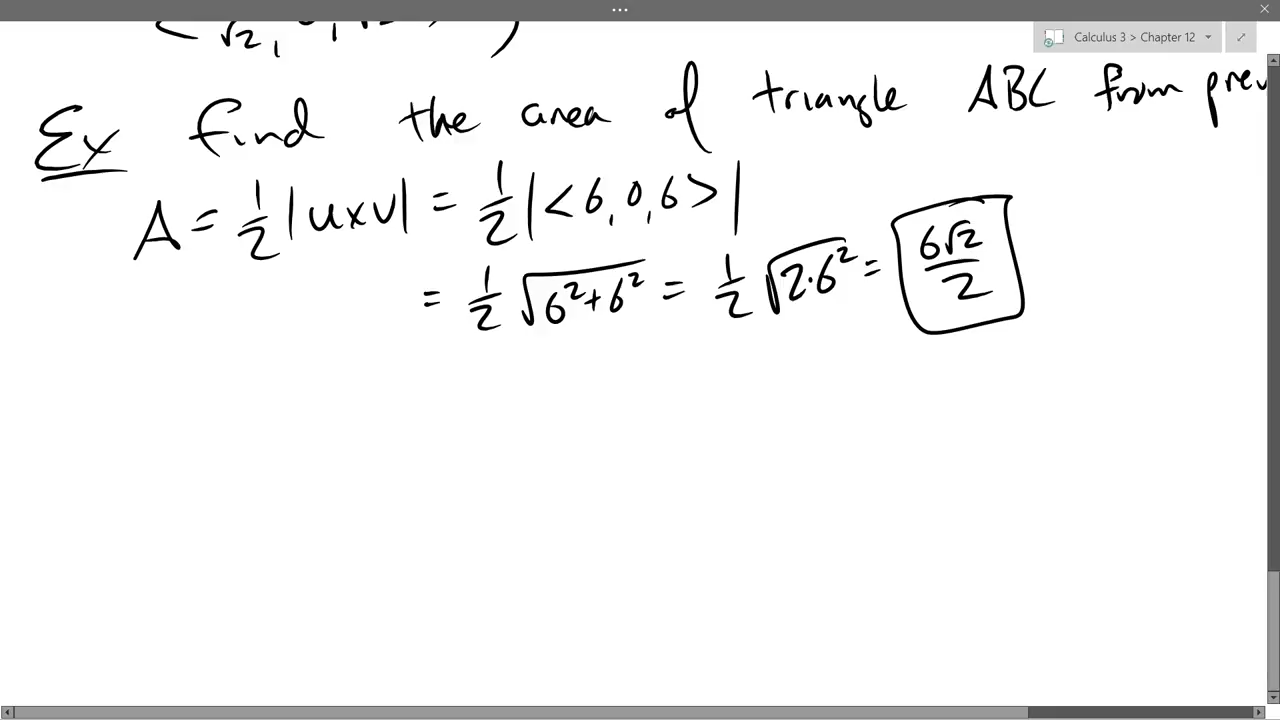 ...
Calculus 3 > Chapter 12
√2,
Ex find the area of triangle ABC from prev
A = 1/2 |u×v| = 1/2 |<6, 0, 6>|
= 1/2 √(6²+6²) = 1/2 √(2·6²) = 6√2/2